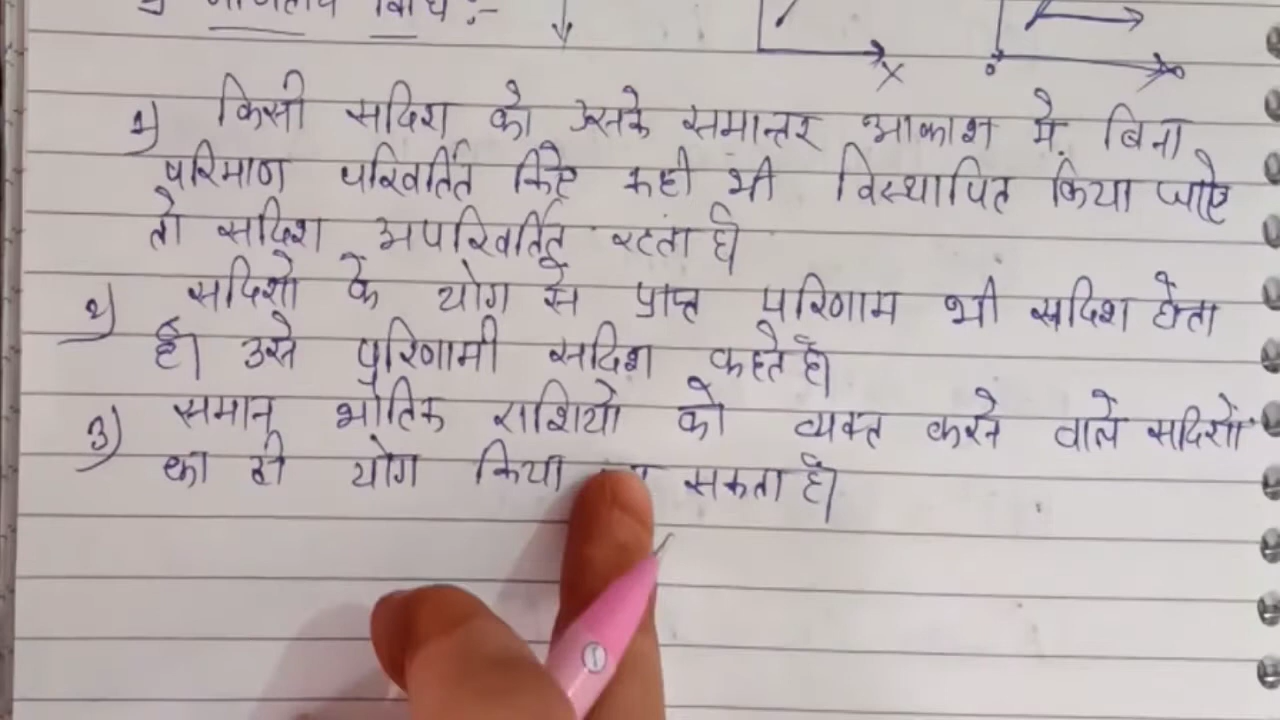 विधि :-
X
1) किसी सदिश को उसके समान्तर आकाश मे बिना
परिमाण परिवर्तित किए कही भी विस्थापित किया जाऐ
तो सदिश अपरिवर्तित रहता है
2) सदिशो के योग से प्राप्त परिणाम भी सदिश होता
है। उसे परिणामी सदिश कहते है।
3) समान भौतिक राशियो को व्यक्त करने वाले सदिशों
का ही योग किया सकता है।